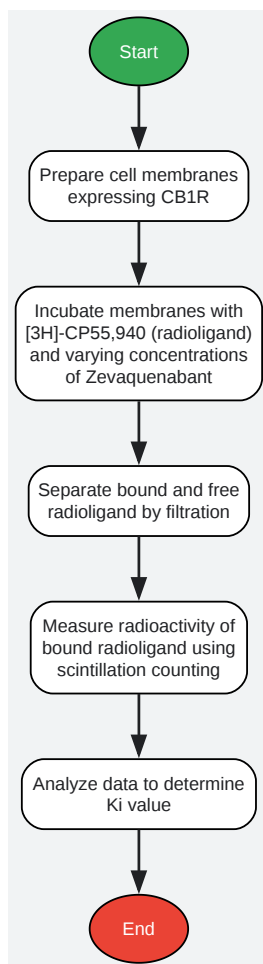 Start
Prepare cell membranes
expressing CB1R
Incubate membranes with
[3H]-CP55,940 (radioligand)
and varying concentrations
of Zevaquenabant
Separate bound and free
radioligand by filtration
Measure radioactivity of
bound radioligand using
scintillation counting
Analyze data to determine
Ki value
End